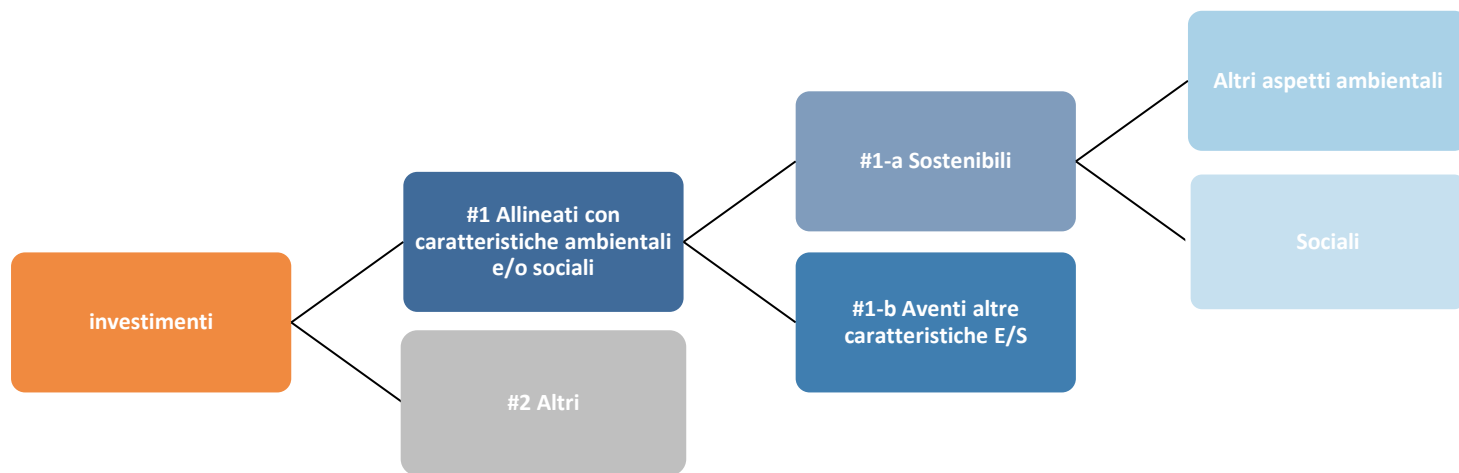 investimenti
#1 Allineati con
caratteristiche ambientali
e/o sociali
#2 Altri
#1-a Sostenibili
#1-b Aventi altre
caratteristiche E/S
Altri aspetti ambientali
Sociali